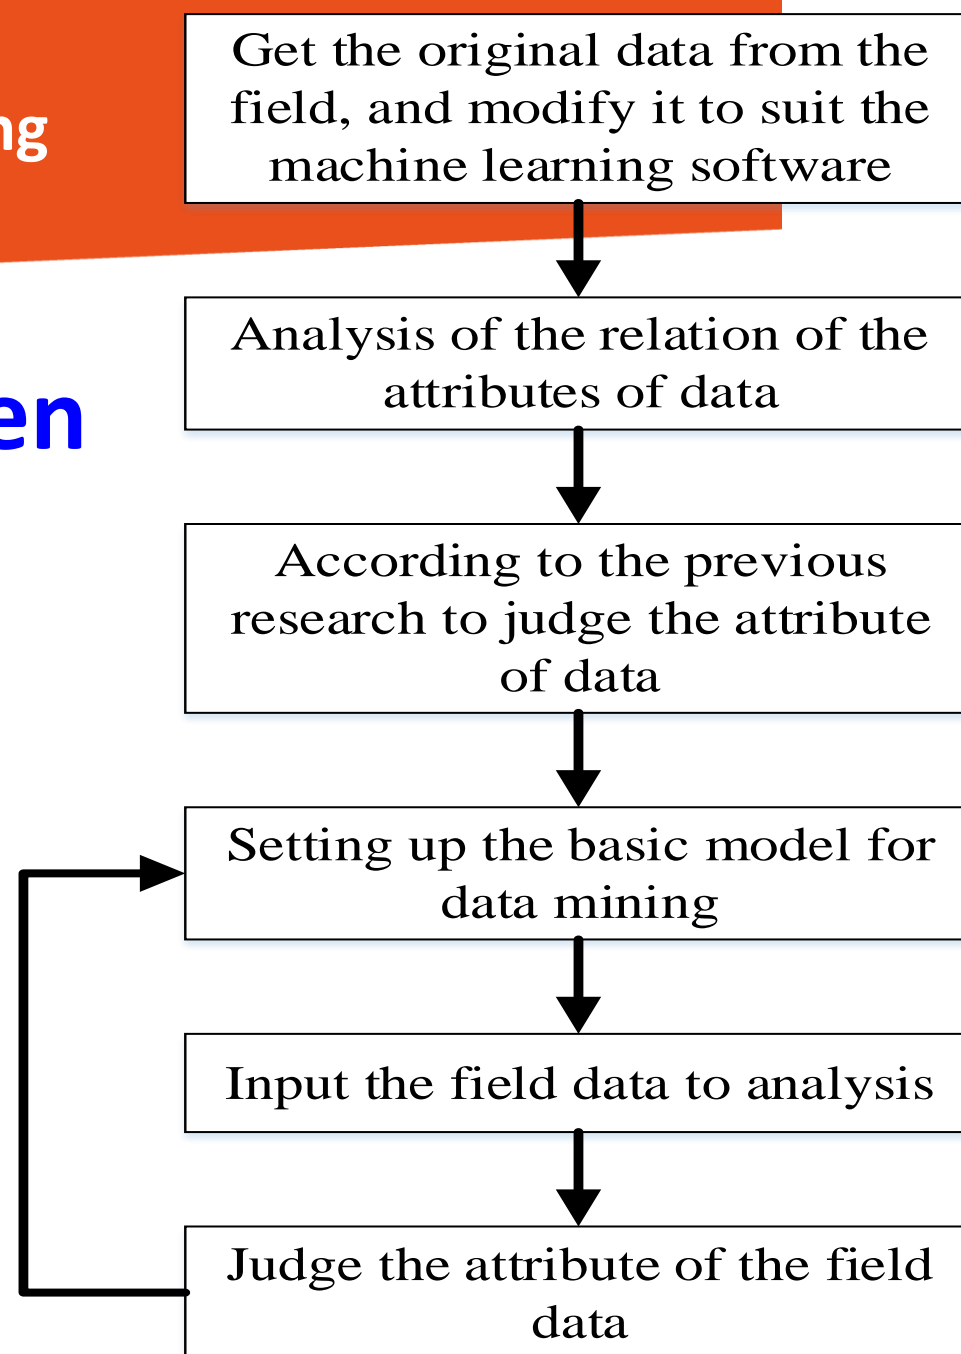 Get the original data from the
field, and modify it to suit the
machine learning software
ng
Analysis of the relation of the
attributes of data
en
According to the previous
research to judge the attribute
of data
Setting up the basic model for
data mining
Input the field data to analysis
Judge the attribute of the field
data